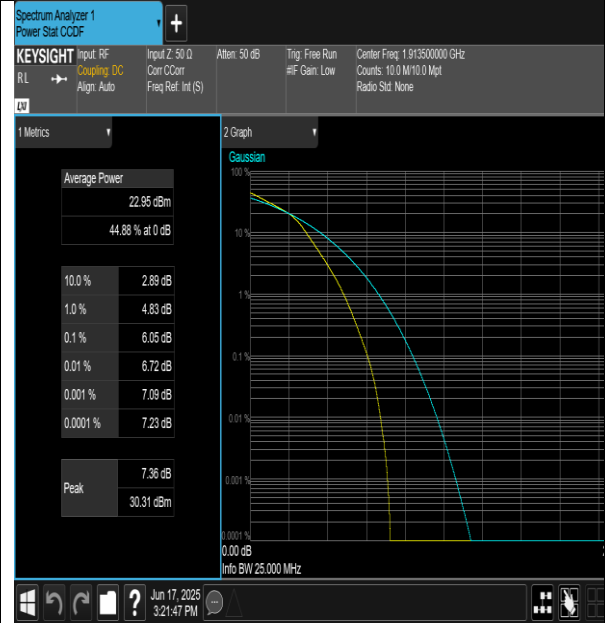 Spectrum Analyzer 1
Power Stat CCDF
+
KEYSIGHT
RL
LXI
Input: RF
Coupling: DC
Align: Auto
Input Z: 50 Ω
Corr CCorr
Freq Ref: Int (S)
Atten: 50 dB
Trig: Free Run
#IF Gain: Low
Center Freq: 1.913500000 GHz
Counts: 10.0 M/10.0 Mpt
Radio Std: None
1 Metrics
Average Power
22.95 dBm
44.88 % at 0 dB
10.0 % 2.89 dB
1.0 % 4.83 dB
0.1 % 6.05 dB
0.01 % 6.72 dB
0.001 % 7.09 dB
0.0001 % 7.23 dB
Peak
7.36 dB
30.31 dBm
2 Graph
Gaussian
100 %
10 %
1 %
0.1 %
0.01 %
0.001 %
0.0001 %
0.00 dB
Info BW 25.000 MHz
?
Jun 17, 2025
3:21:47 PM